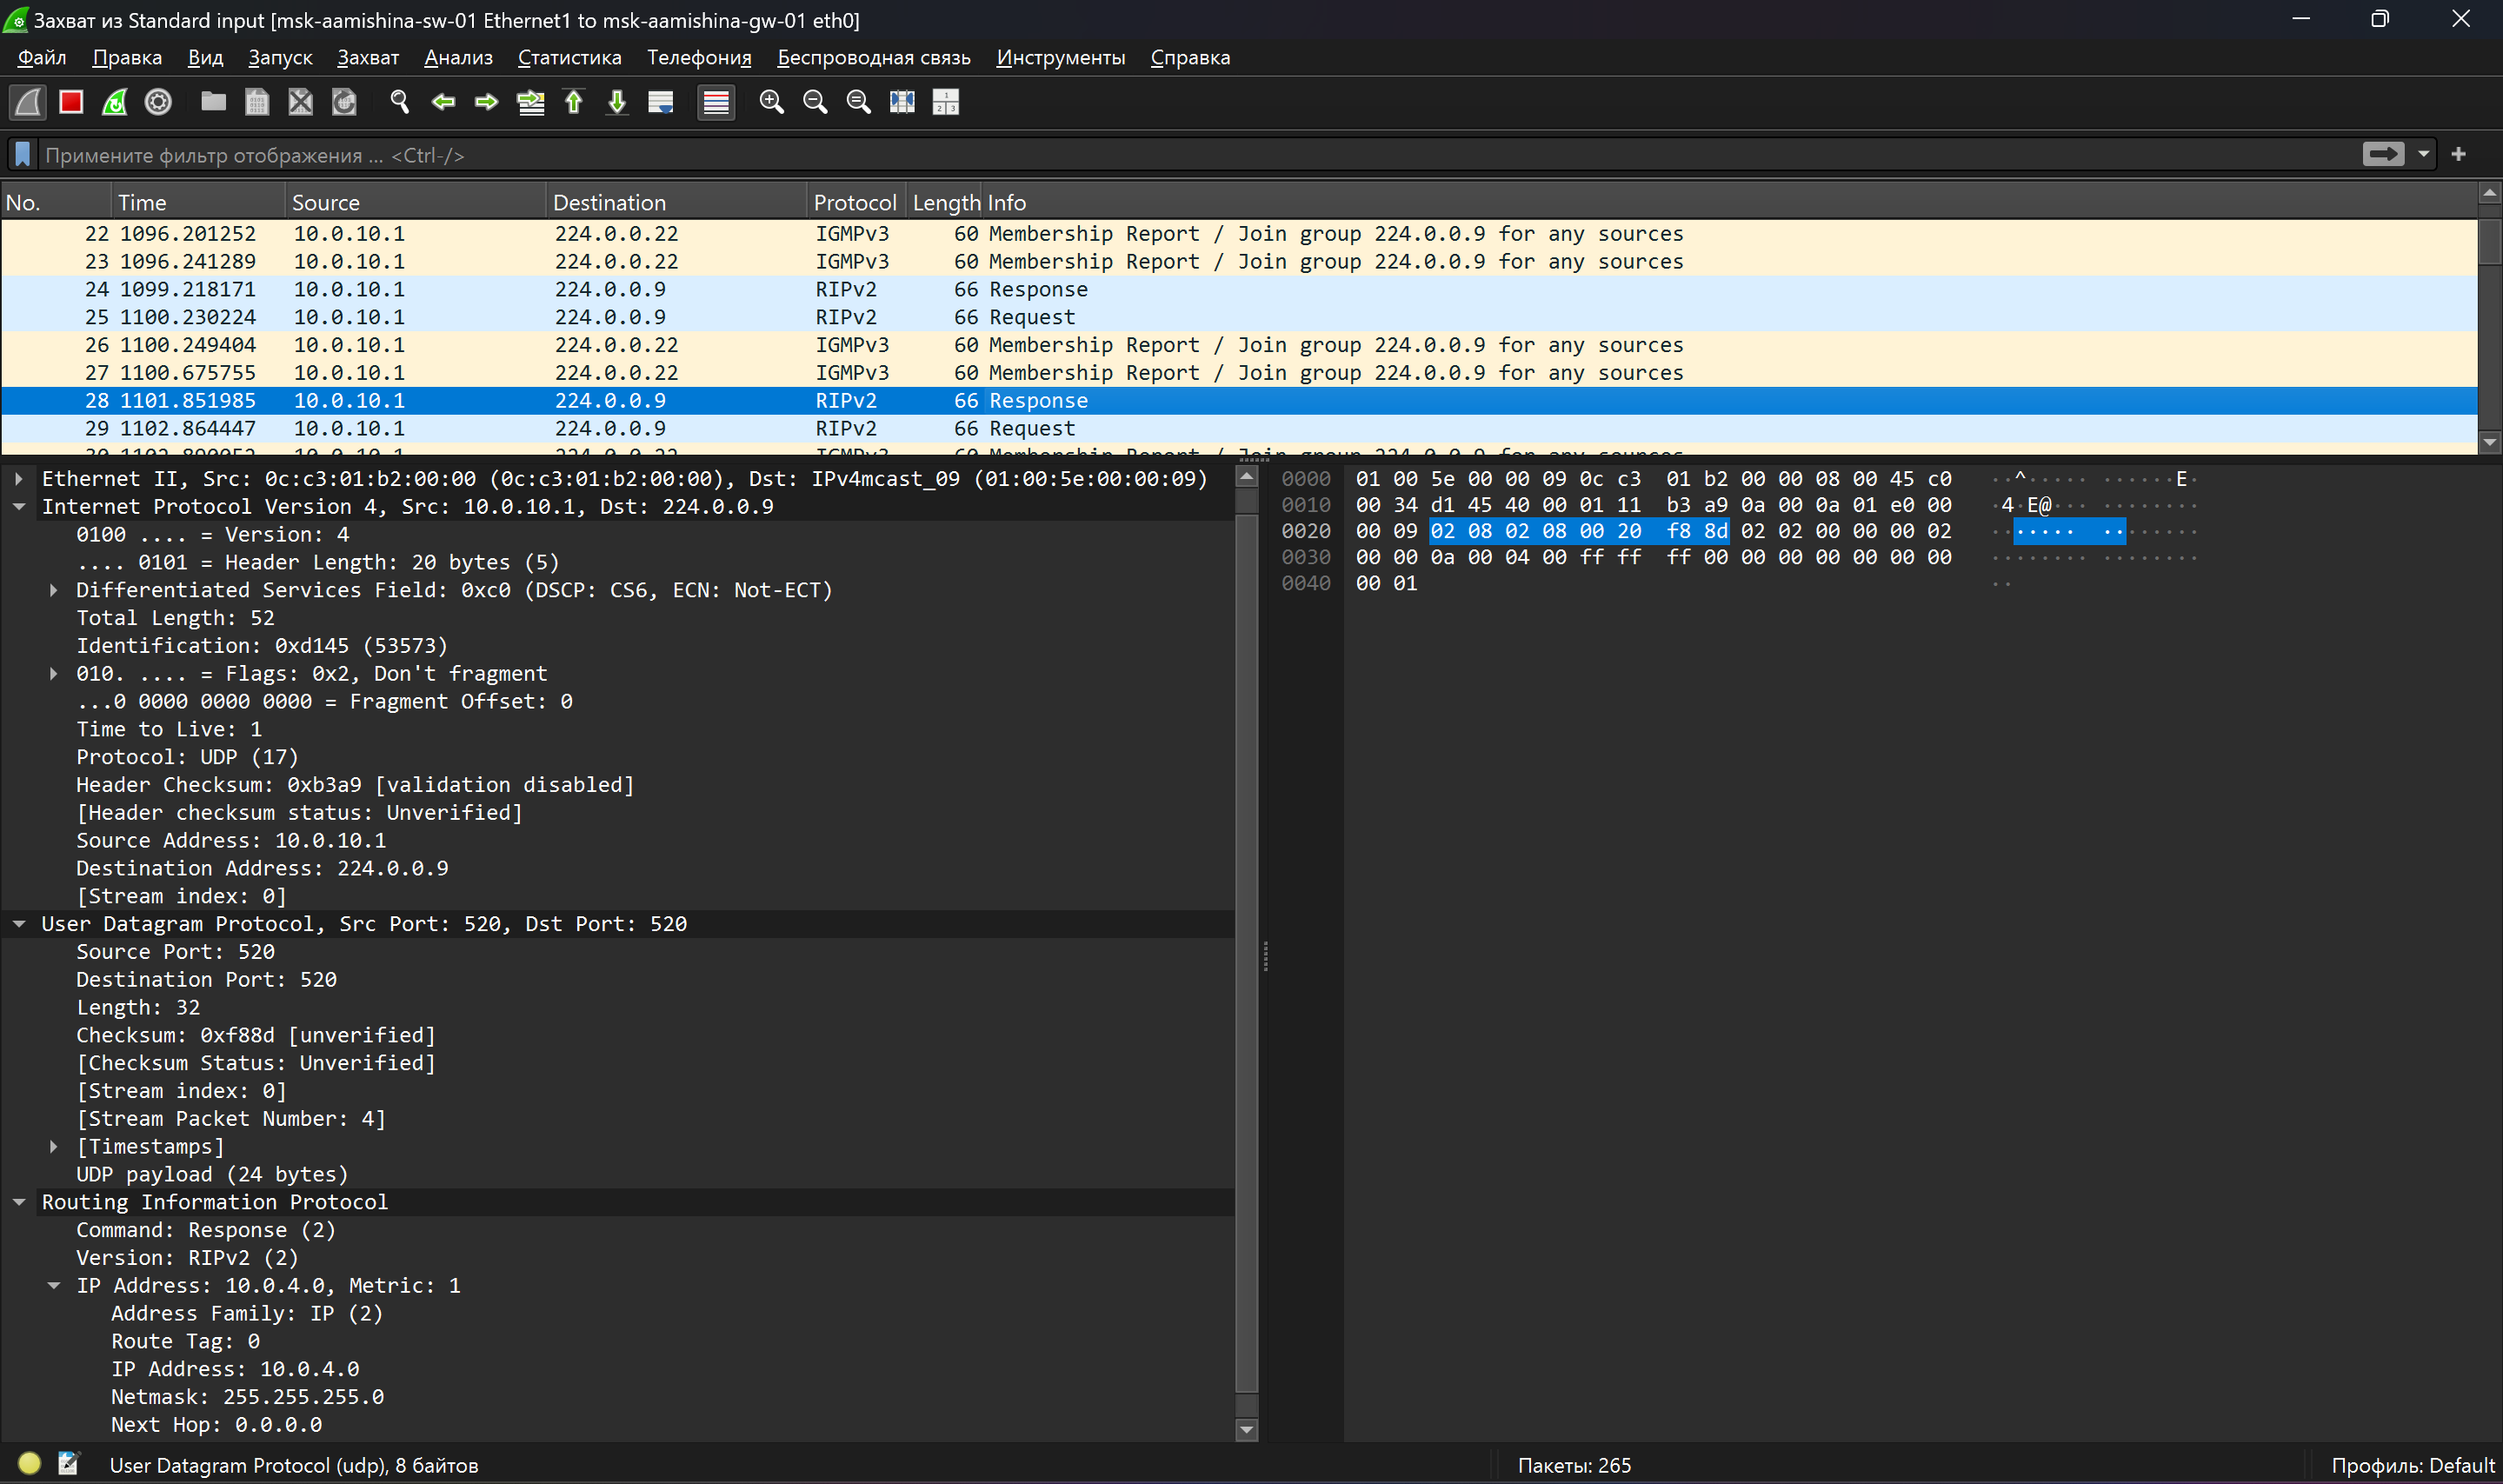 Захват из Standard input [msk-aamishina-sw-01 Ethernet1 to msk-aamishina-gw-01 eth0]
Файл Правка Вид Запуск Захват Анализ Статистика Телефония Беспроводная связь Инструменты Справка
Примените фильтр отображения ... <Ctrl-/>
No. Time Source Destination Protocol Length Info
22 1096.201252 10.0.10.1 224.0.0.22 IGMPv3 60 Membership Report / Join group 224.0.0.9 for any sources
23 1096.241289 10.0.10.1 224.0.0.22 IGMPv3 60 Membership Report / Join group 224.0.0.9 for any sources
24 1099.218171 10.0.10.1 224.0.0.9 RIPv2 66 Response
25 1100.230224 10.0.10.1 224.0.0.9 RIPv2 66 Request
26 1100.249404 10.0.10.1 224.0.0.22 IGMPv3 60 Membership Report / Join group 224.0.0.9 for any sources
27 1100.675755 10.0.10.1 224.0.0.22 IGMPv3 60 Membership Report / Join group 224.0.0.9 for any sources
28 1101.851985 10.0.10.1 224.0.0.9 RIPv2 66 Response
29 1102.864447 10.0.10.1 224.0.0.9 RIPv2 66 Request
Ethernet II, Src: 0c:c3:01:b2:00:00 (0c:c3:01:b2:00:00), Dst: IPv4mcast_09 (01:00:5e:00:00:09)
Internet Protocol Version 4, Src: 10.0.10.1, Dst: 224.0.0.9
0100 .... = Version: 4
.... 0101 = Header Length: 20 bytes (5)
Differentiated Services Field: 0xc0 (DSCP: CS6, ECN: Not-ECT)
Total Length: 52
Identification: 0xd145 (53573)
010. .... = Flags: 0x2, Don't fragment
...0 0000 0000 0000 = Fragment Offset: 0
Time to Live: 1
Protocol: UDP (17)
Header Checksum: 0xb3a9 [validation disabled]
[Header checksum status: Unverified]
Source Address: 10.0.10.1
Destination Address: 224.0.0.9
[Stream index: 0]
User Datagram Protocol, Src Port: 520, Dst Port: 520
Source Port: 520
Destination Port: 520
Length: 32
Checksum: 0xf88d [unverified]
[Checksum Status: Unverified]
[Stream index: 0]
[Stream Packet Number: 4]
[Timestamps]
UDP payload (24 bytes)
Routing Information Protocol
Command: Response (2)
Version: RIPv2 (2)
IP Address: 10.0.4.0, Metric: 1
Address Family: IP (2)
Route Tag: 0
IP Address: 10.0.4.0
Netmask: 255.255.255.0
Next Hop: 0.0.0.0
0000 01 00 5e 00 00 09 0c c3 01 b2 00 00 08 00 45 c0 ··^····· ······E·
0010 00 34 d1 45 40 00 01 11 b3 a9 0a 00 0a 01 e0 00 ·4·E@··· ········
0020 00 09 02 08 02 08 00 20 f8 8d 02 02 00 00 00 02 ······· ········
0030 00 00 0a 00 04 00 ff ff ff 00 00 00 00 00 00 00 ········ ········
0040 00 01 ··
User Datagram Protocol (udp), 8 байтов
Пакеты: 265
Профиль: Default